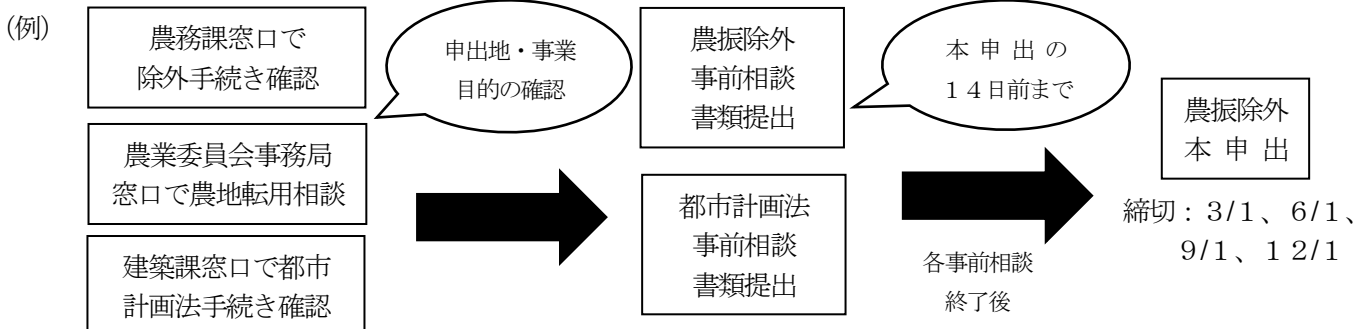 (例)
農務課窓口で
除外手続き確認
農業委員会事務局
窓口で農地転用相談
建築課窓口で都市
計画法手続き確認
申出地・事業
目的の確認
農振除外
事前相談
書類提出
都市計画法
事前相談
書類提出
本申出の
１４日前まで
各事前相談
終了後
農振除外
本申出
締切：３/１、６/１、
９/１、１２/１